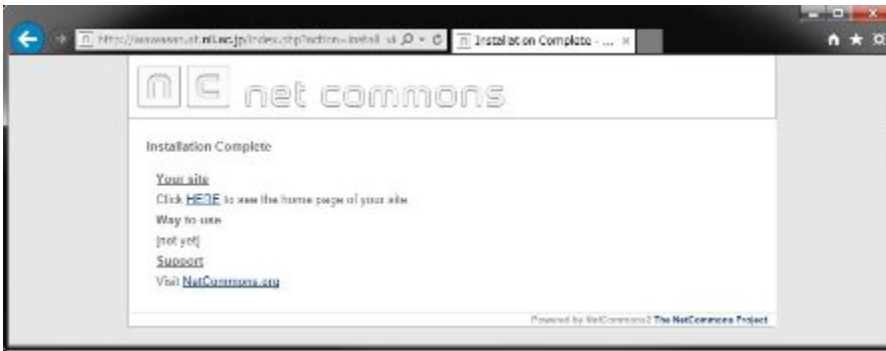 Installation Complete - ...
net commons
Installation Complete
Your site
Click HERE to see the home page of your site
Way to use
[not yet]
Support
Visit NetCommons.org
Powered by NetCommons2 The NetCommons Project